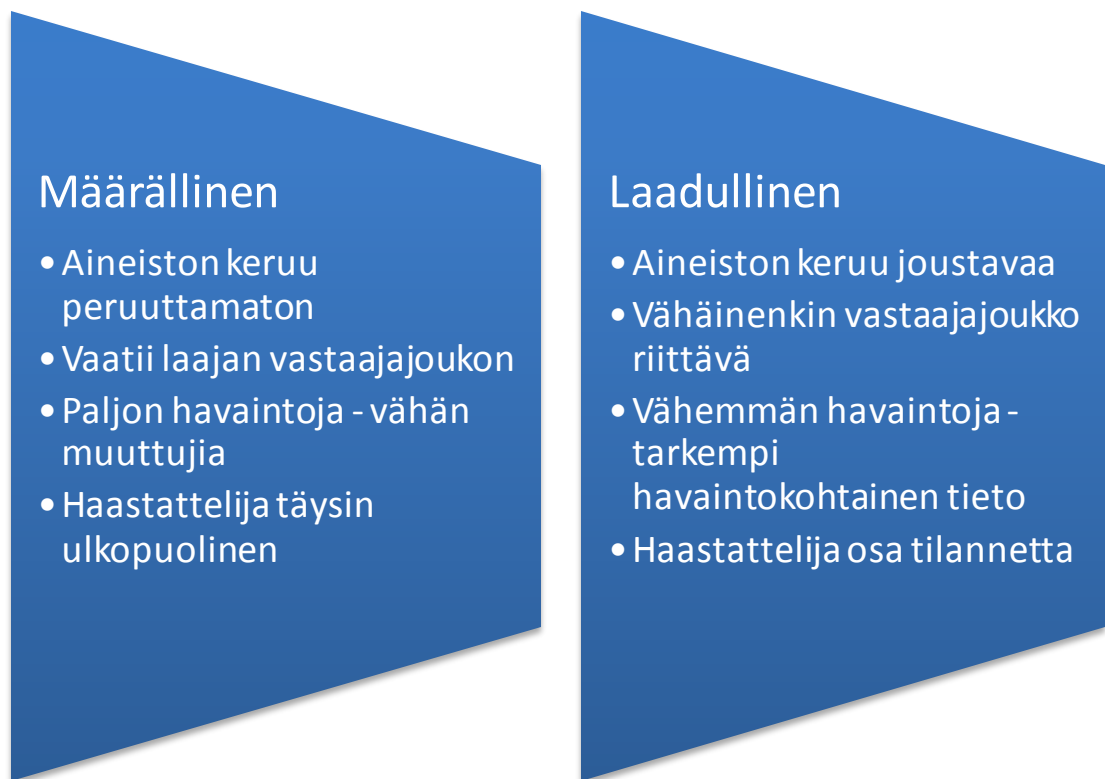 Määrällinen
• Aineiston keruu
peruuttamaton
• Vaatii laajan vastaajajoukon
• Paljon havaintoja - vähän
muuttujia
• Haastattelija täysin
ulkopuolinen
Laadullinen
• Aineiston keruu joustavaa
• Vähäinenkin vastaajajoukko
riittävä
• Vähemmän havaintoja -
tarkempi
havaintokohtainen tieto
• Haastattelija osa tilannetta